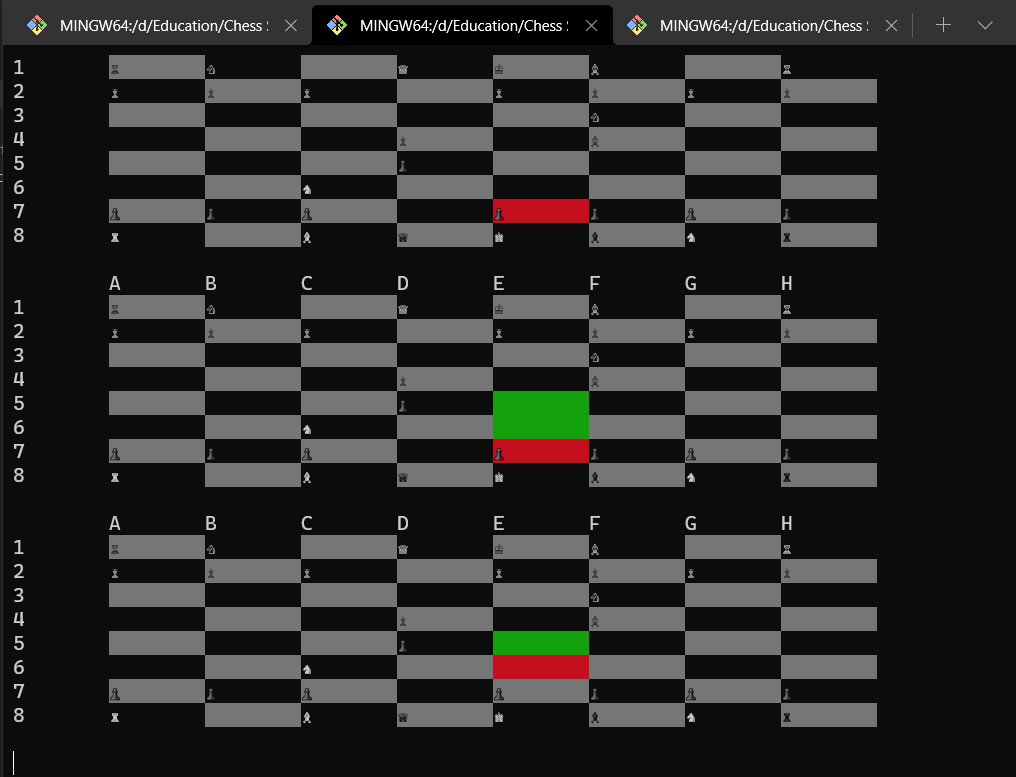 MINGW64:/d/Education/Chess MINGW64:/d/Education/Chess MINGW64:/d/Education/Chess
1 ♖ ♘ ♕ ♔ ♗ ♖
2 ♙ ♙ ♙ ♙ ♙ ♙ ♙
3 ♘
4 ♙ ♗
5 ♟
6 ♞
7 ♟ ♟ ♟ ♟ ♟ ♟ ♟
8 ♜ ♝ ♛ ♚ ♝ ♞ ♜
A B C D E F G H
1 ♖ ♘ ♕ ♔ ♗ ♖
2 ♙ ♙ ♙ ♙ ♙ ♙ ♙
3 ♘
4 ♙ ♗
5 ♟
6 ♞
7 ♟ ♟ ♟ ♟ ♟ ♟ ♟
8 ♜ ♝ ♛ ♚ ♝ ♞ ♜
A B C D E F G H
1 ♖ ♘ ♕ ♔ ♗ ♖
2 ♙ ♙ ♙ ♙ ♙ ♙ ♙
3 ♘
4 ♙ ♗
5 ♟
6 ♞
7 ♟ ♟ ♟ ♟ ♟ ♟ ♟
8 ♜ ♝ ♛ ♚ ♝ ♞ ♜